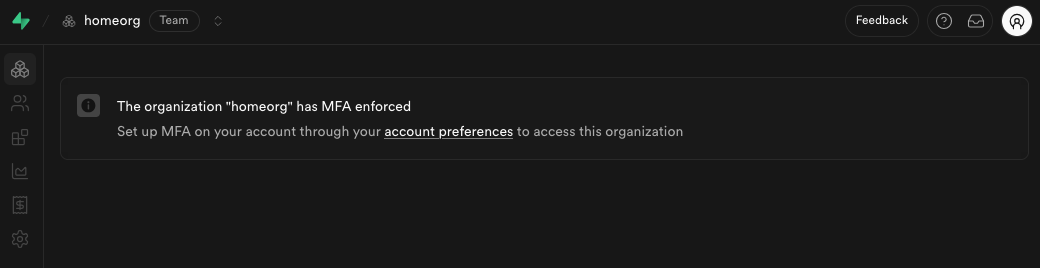 homeorg Team Feedback
The organization "homeorg" has MFA enforced
Set up MFA on your account through your account preferences to access this organization